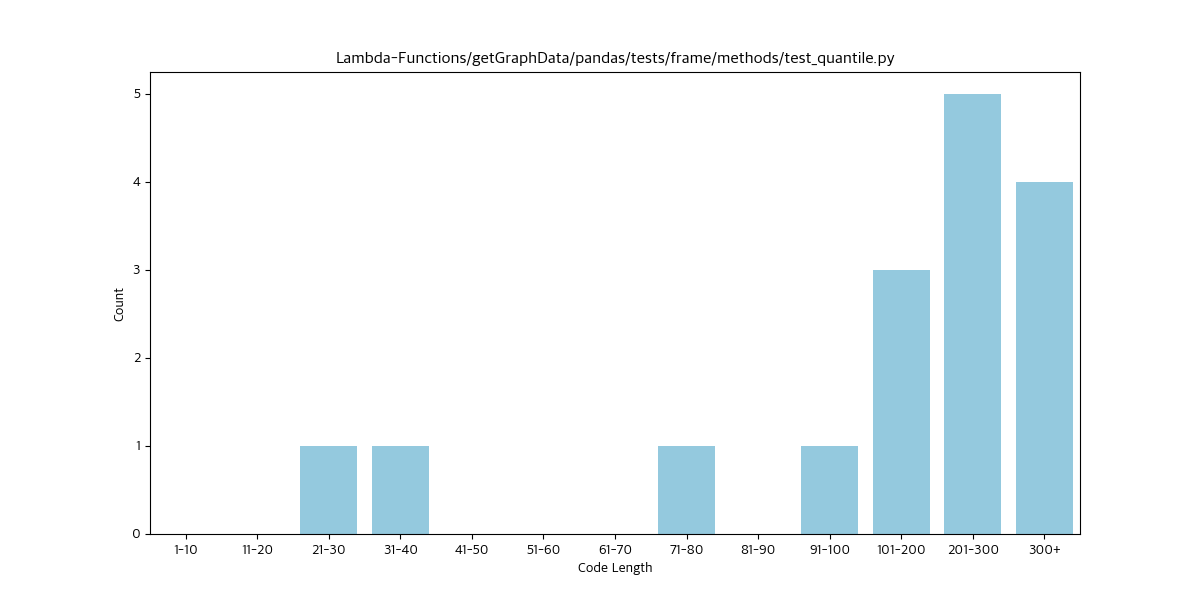 Lambda-Functions/getGraphData/pandas/tests/frame/methods/test_quantile.py
5
4
3
2
1
0
Count
1-10 11-20 21-30 31-40 41-50 51-60 61-70 71-80 81-90 91-100 101-200 201-300 300+
Code Length